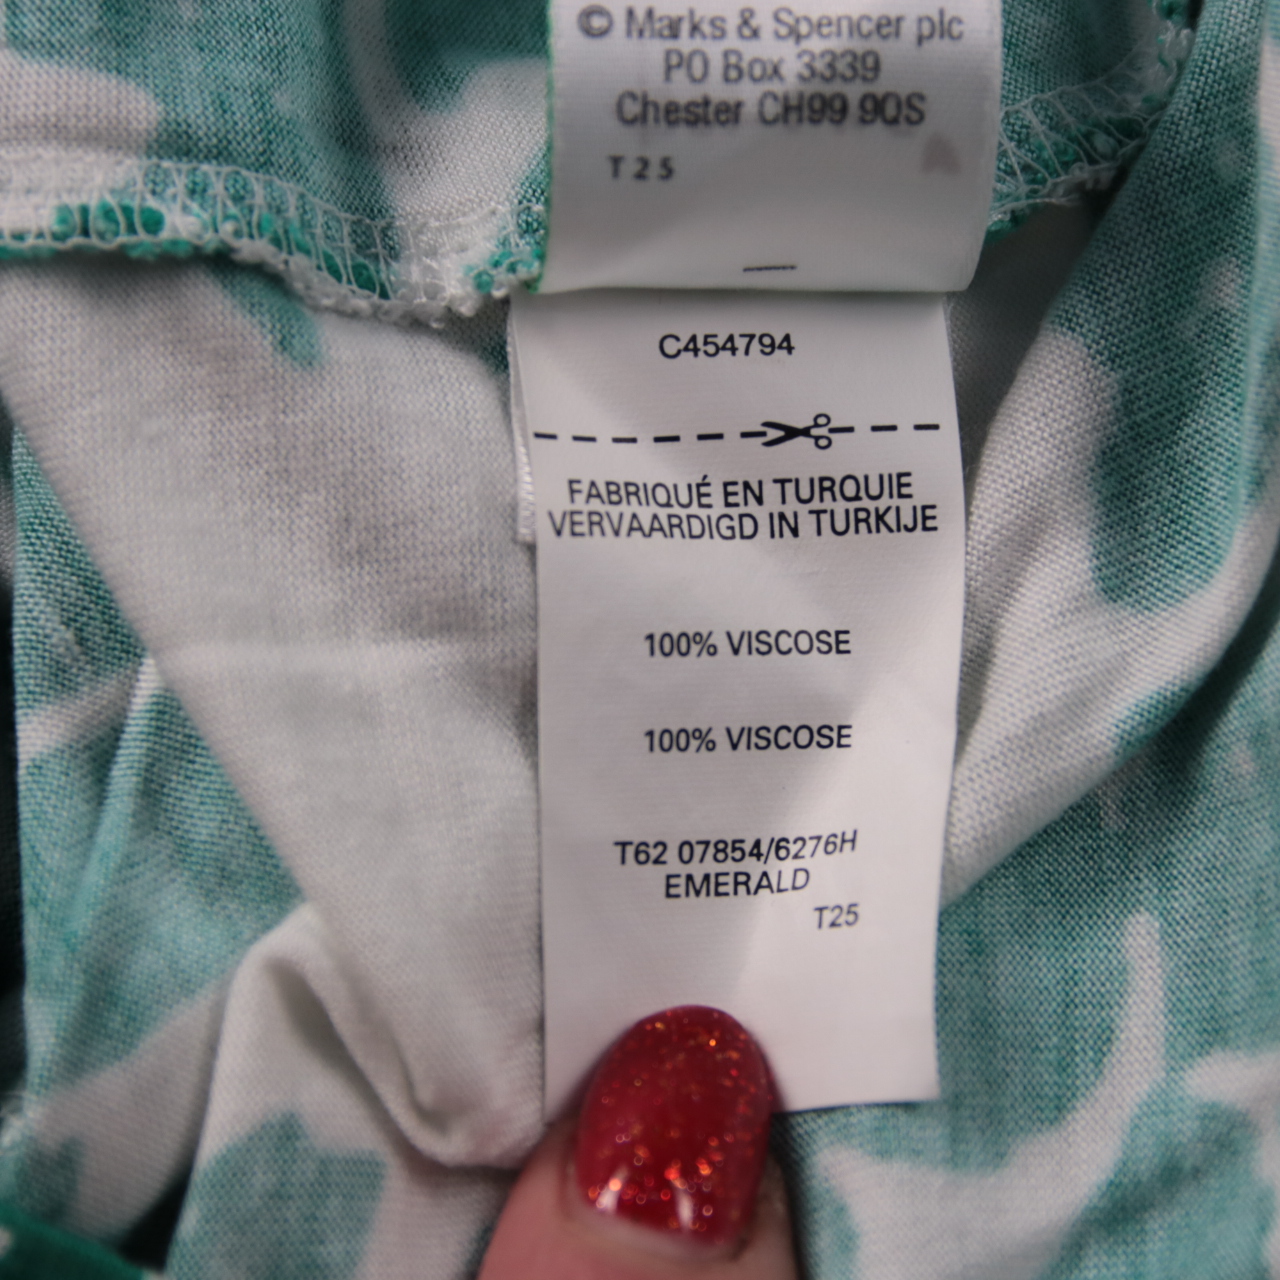 © Marks & Spencer plc
PO Box 3339
Chester CH99 9QS
T25
C454794
FABRIQUÉ EN TURQUIE
VERVAARDIGD IN TURKIJE
100% VISCOSE
100% VISCOSE
T62 07854/6276H
EMERALD
T25